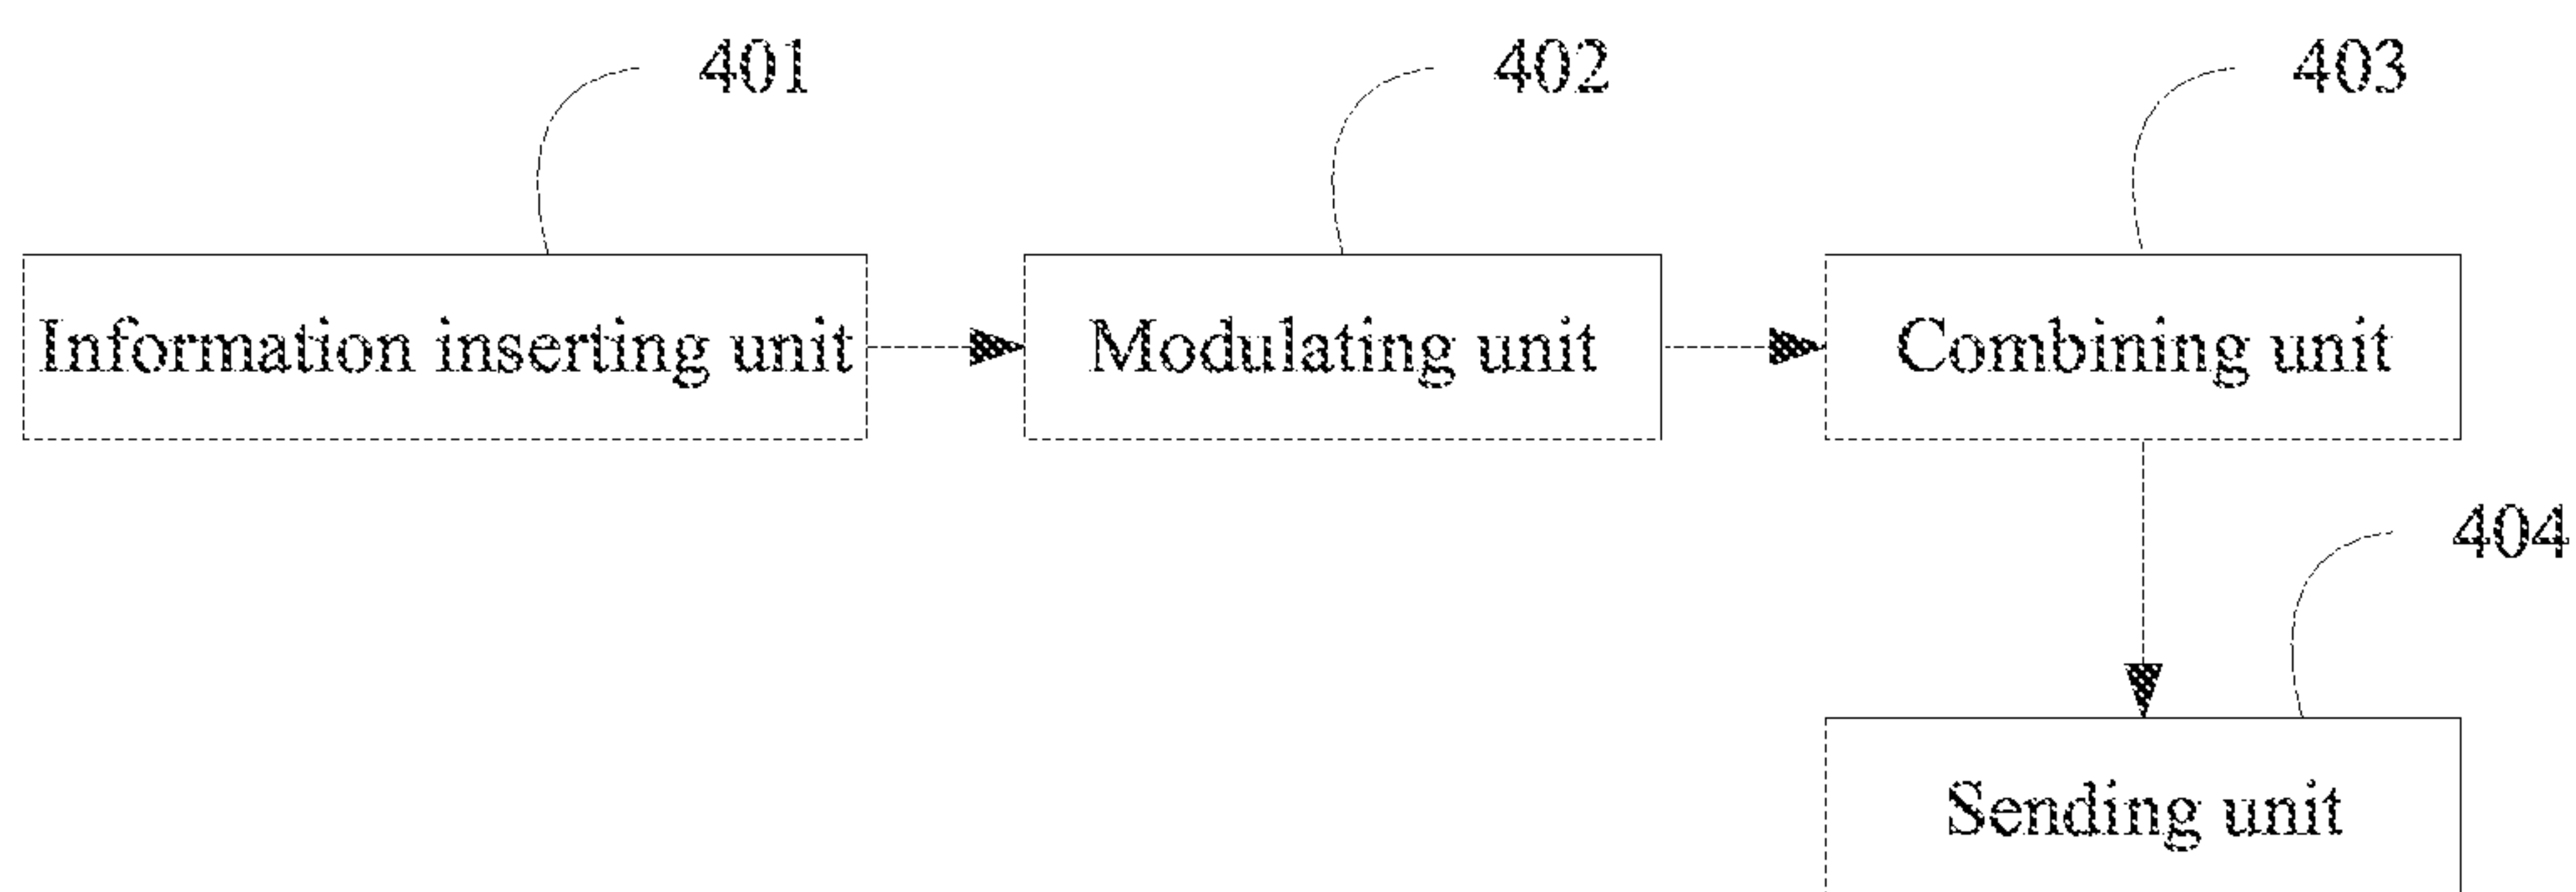 401 402 403
Information inserting unit Modulating unit Combining unit
404
Sending unit